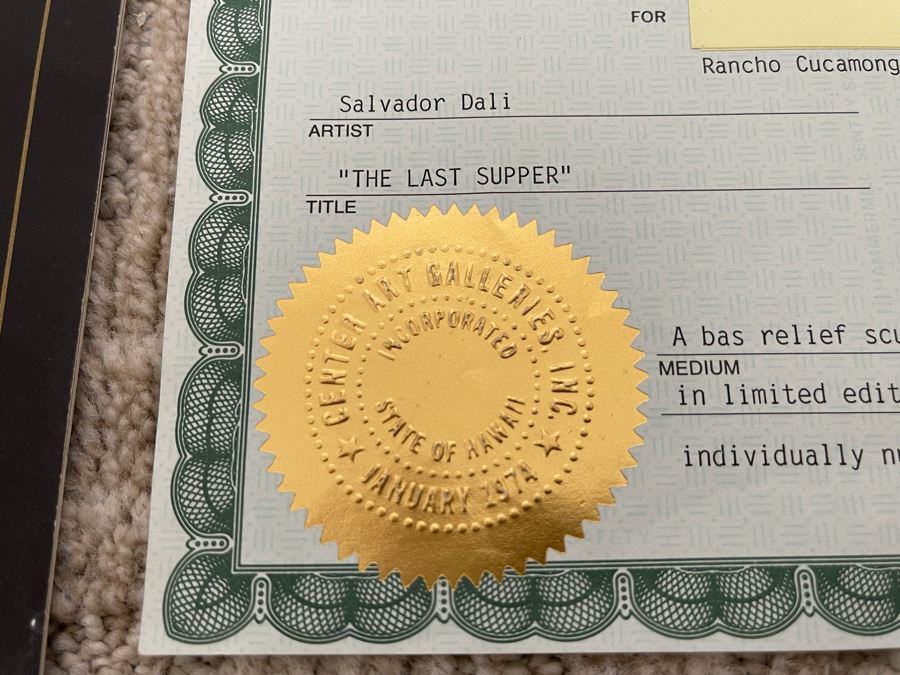 FOR
Rancho Cucamong
Salvador Dali
ARTIST
"THE LAST SUPPER"
TITLE
CENTER ART GALLERIES, INC.
INCORPORATED
STATE OF HAWAII
JANUARY 1974
A bas relief scu
MEDIUM
in limited edit
individually nu